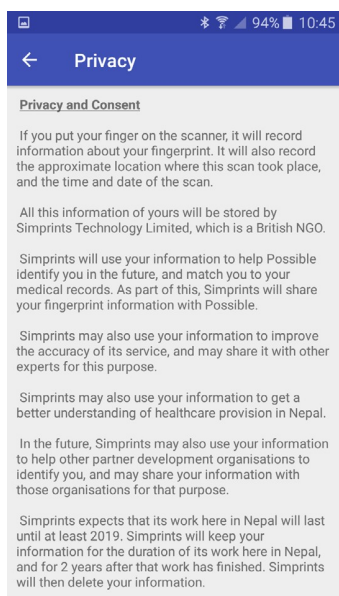 94% 10:45
Privacy
Privacy and Consent
If you put your finger on the scanner, it will record
information about your fingerprint. It will also record
the approximate location where this scan took place,
and the time and date of the scan.
All this information of yours will be stored by
Simprints Technology Limited, which is a British NGO.
Simprints will use your information to help Possible
identify you in the future, and match you to your
medical records. As part of this, Simprints will share
your fingerprint information with Possible.
Simprints may also use your information to improve
the accuracy of its service, and may share it with other
experts for this purpose.
Simprints may also use your information to get a
better understanding of healthcare provision in Nepal.
In the future, Simprints may also use your information
to help other partner development organisations to
identify you, and may share your information with
those organisations for that purpose.
Simprints expects that its work here in Nepal will last
until at least 2019. Simprints will keep your
information for the duration of its work here in Nepal,
and for 2 years after that work has finished. Simprints
will then delete your information.